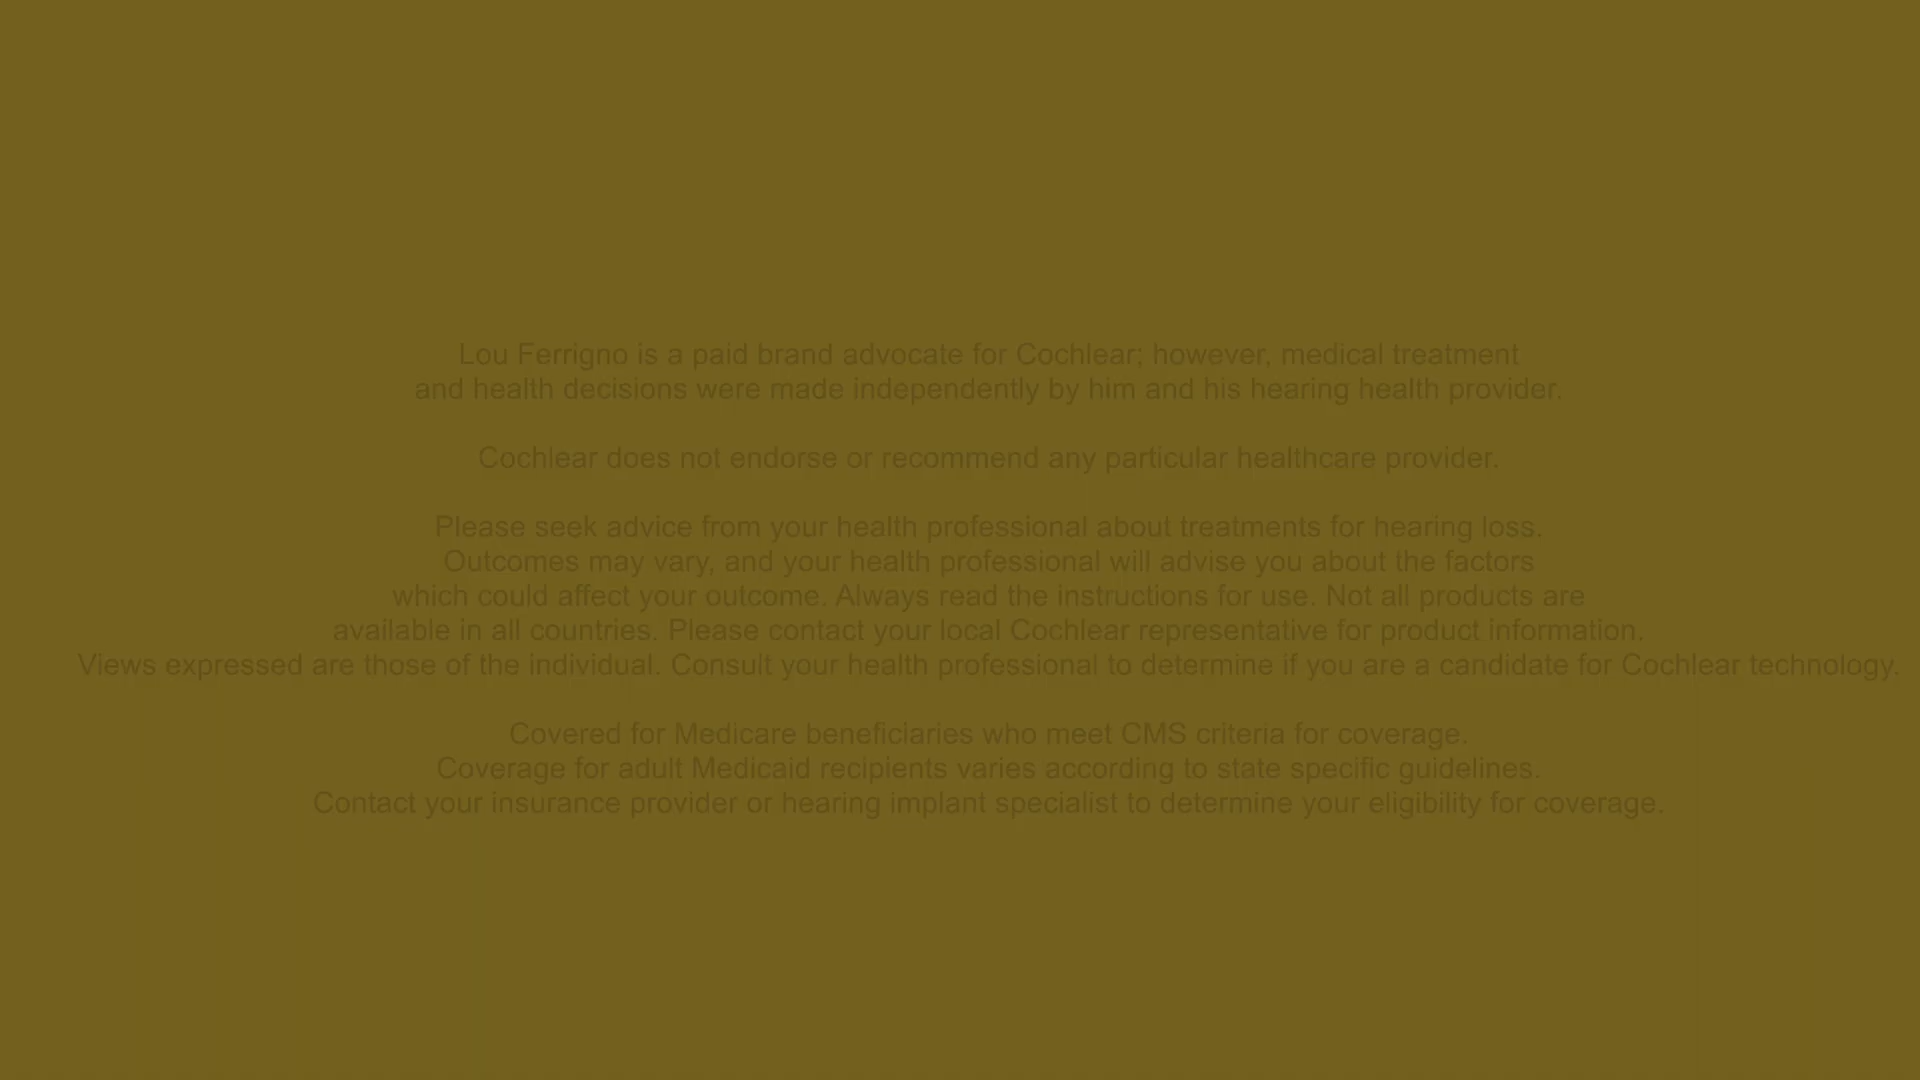 Lou Ferrigno is a paid brand advocate for Cochlear; however, medical treatment
and health decisions were made independently by him and his hearing health provider.
Cochlear does not endorse or recommend any particular healthcare provider.
Please seek advice from your health professional about treatments for hearing loss.
Outcomes may vary, and your health professional will advise you about the factors
which could affect your outcome. Always read the instructions for use. Not all products are
available in all countries. Please contact your local Cochlear representative for product information.
Views expressed are those of the individual. Consult your health professional to determine if you are a candidate for Cochlear technology.
Covered for Medicare beneficiaries who meet CMS criteria for coverage.
Coverage for adult Medicaid recipients varies according to state specific guidelines.
Contact your insurance provider or hearing implant specialist to determine your eligibility for coverage.